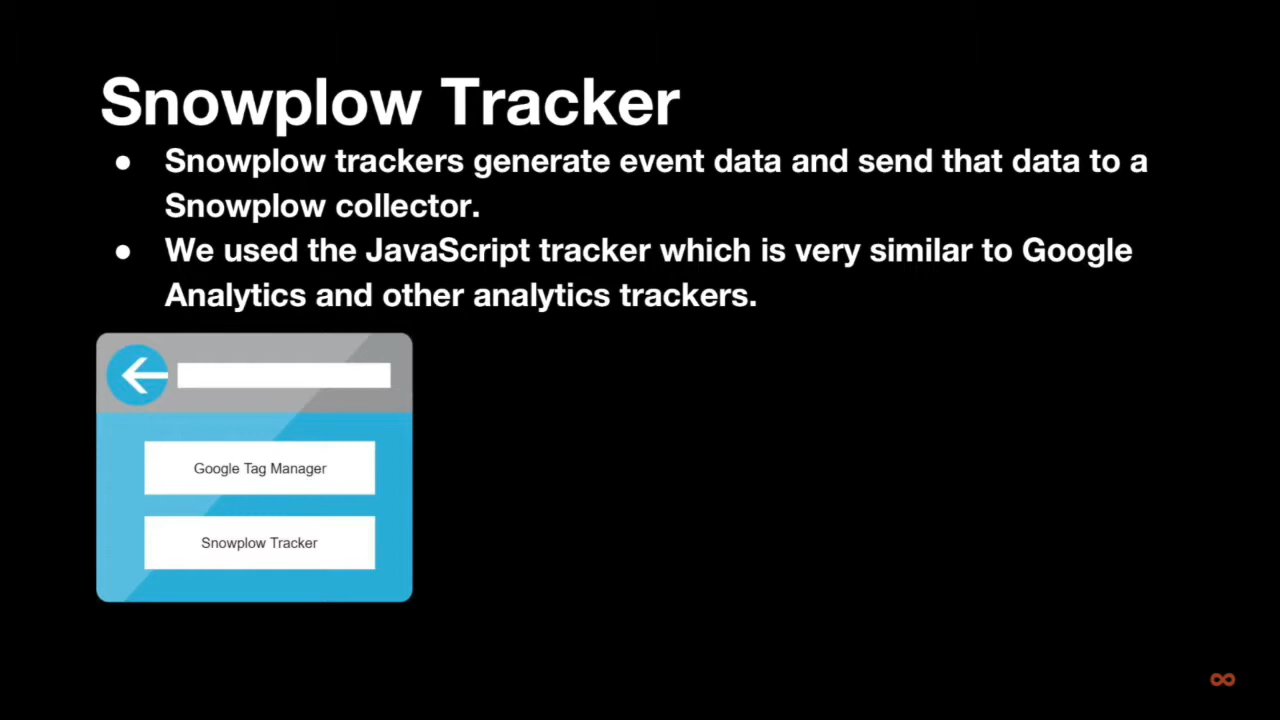 Snowplow Tracker
● Snowplow trackers generate event data and send that data to a
Snowplow collector.
● We used the JavaScript tracker which is very similar to Google
Analytics and other analytics trackers.
Google Tag Manager
Snowplow Tracker